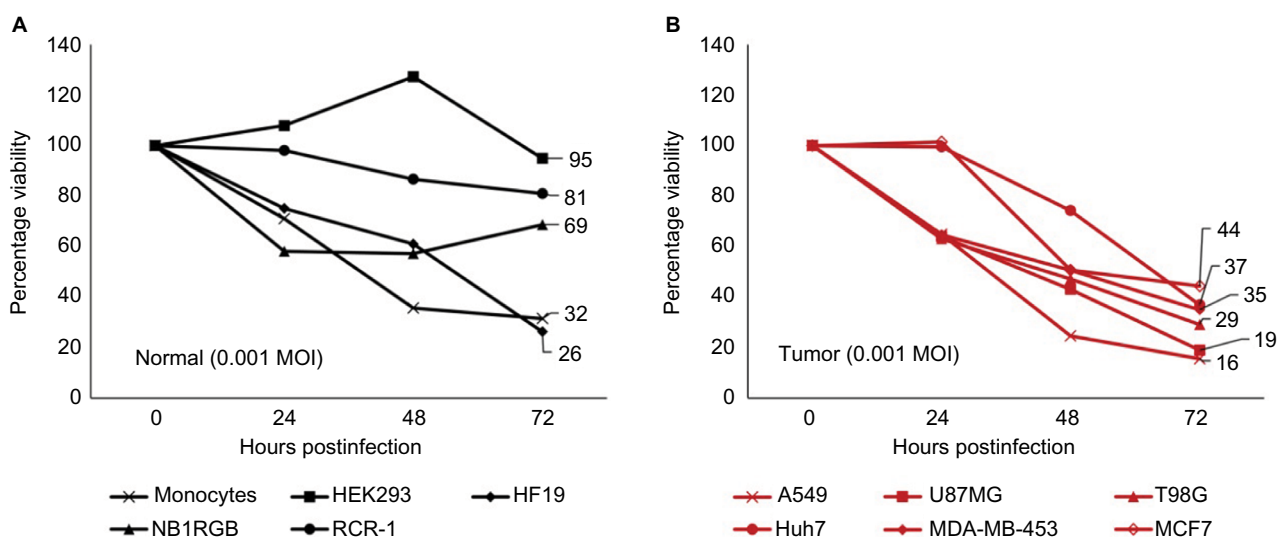 A
Percentage viability
140
120
100
80
60
40
20
0
95
81
69
32
26
Normal (0.001 MOI)
0 24 48 72
Hours postinfection
Monocytes HEK293 HF19
NB1RGB RCR-1
B
Percentage viability
140
120
100
80
60
40
20
0
44
37
35
29
19
16
Tumor (0.001 MOI)
0 24 48 72
Hours postinfection
A549 U87MG T98G
Huh7 MDA-MB-453 MCF7